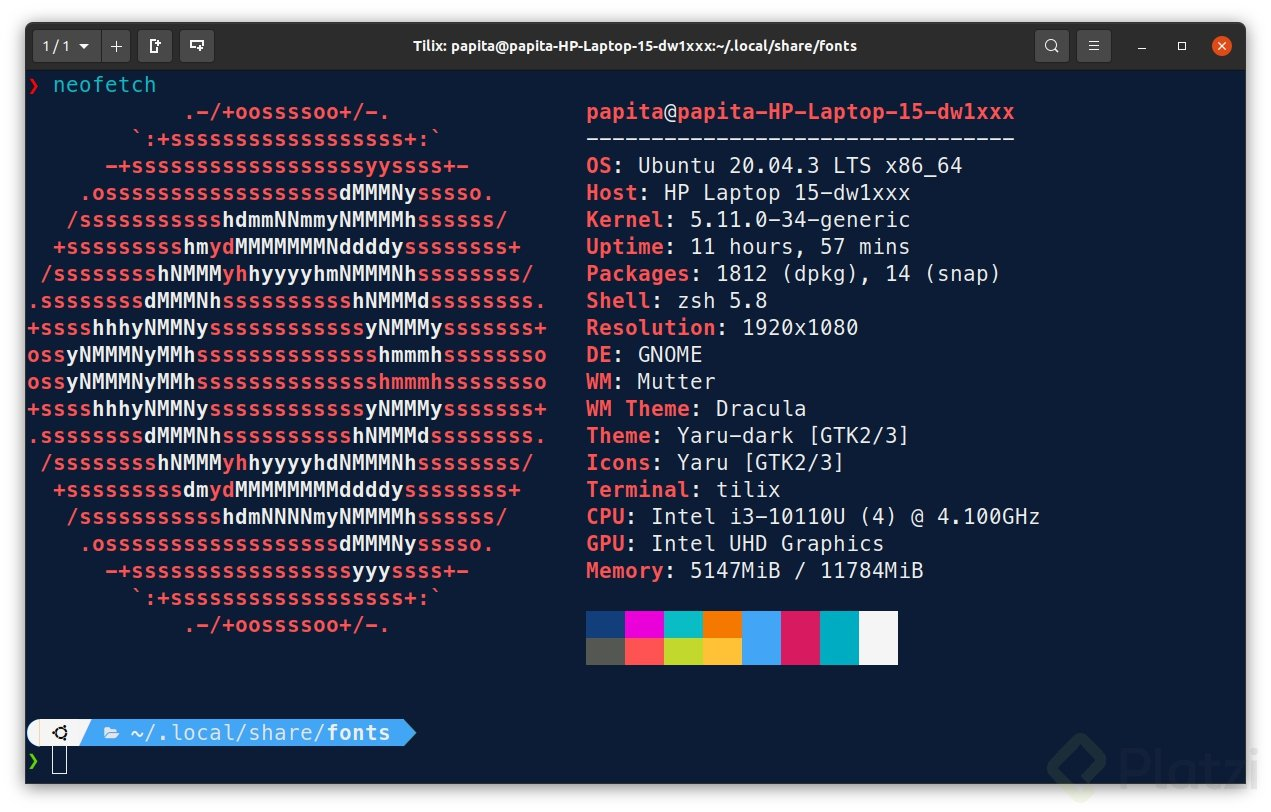 1 / 1
Tilix: papita@papita-HP-Laptop-15-dw1xxx:~/.local/share/fonts
❯ neofetch
.-/+oossssoo+/-.
papita@papita-HP-Laptop-15-dw1xxx
`:+ssssssssssssssssss+:`
---------------------------------
-+ssssssssssssssssssyyssss+-
OS: Ubuntu 20.04.3 LTS x86_64
.ossssssssssssssssssdMMMNysssso.
Host: HP Laptop 15-dw1xxx
/ssssssssssshdmmNNmmyNMMMMhssssss/
Kernel: 5.11.0-34-generic
+ssssssssshmydMMMMMMMNddddyssssssss+
Uptime: 11 hours, 57 mins
/sssssssshNMMMyhhyyyyhmNMMMNhssssssss/
Packages: 1812 (dpkg), 14 (snap)
.ssssssssdMMMNhsssssssssshNMMMdssssssss.
Shell: zsh 5.8
+sssshhhyNMMNyssssssssssssyNMMMysssssss+
Resolution: 1920x1080
ossyNMMMNyMMhsssssssssssssshmmmhssssssso
DE: GNOME
ossyNMMMNyMMhsssssssssssssshmmmhssssssso
WM: Mutter
+sssshhhyNMMNyssssssssssssyNMMMysssssss+
WM Theme: Dracula
.ssssssssdMMMNhsssssssssshNMMMdssssssss.
Theme: Yaru-dark [GTK2/3]
/sssssssshNMMMyhhyyyyhdNMMMNhssssssss/
Icons: Yaru [GTK2/3]
+sssssssssdmydMMMMMMMMddddyssssssss+
Terminal: tilix
/ssssssssssshdmNNNNmyNMMMMhssssss/
CPU: Intel i3-10110U (4) @ 4.100GHz
.ossssssssssssssssssdMMMNysssso.
GPU: Intel UHD Graphics
-+sssssssssssssssssyyyssss+-
Memory: 5147MiB / 11784MiB
`:+ssssssssssssssssss+:`
.-/+oossssoo+/-.
~/.local/share/fonts
❯
Platzi